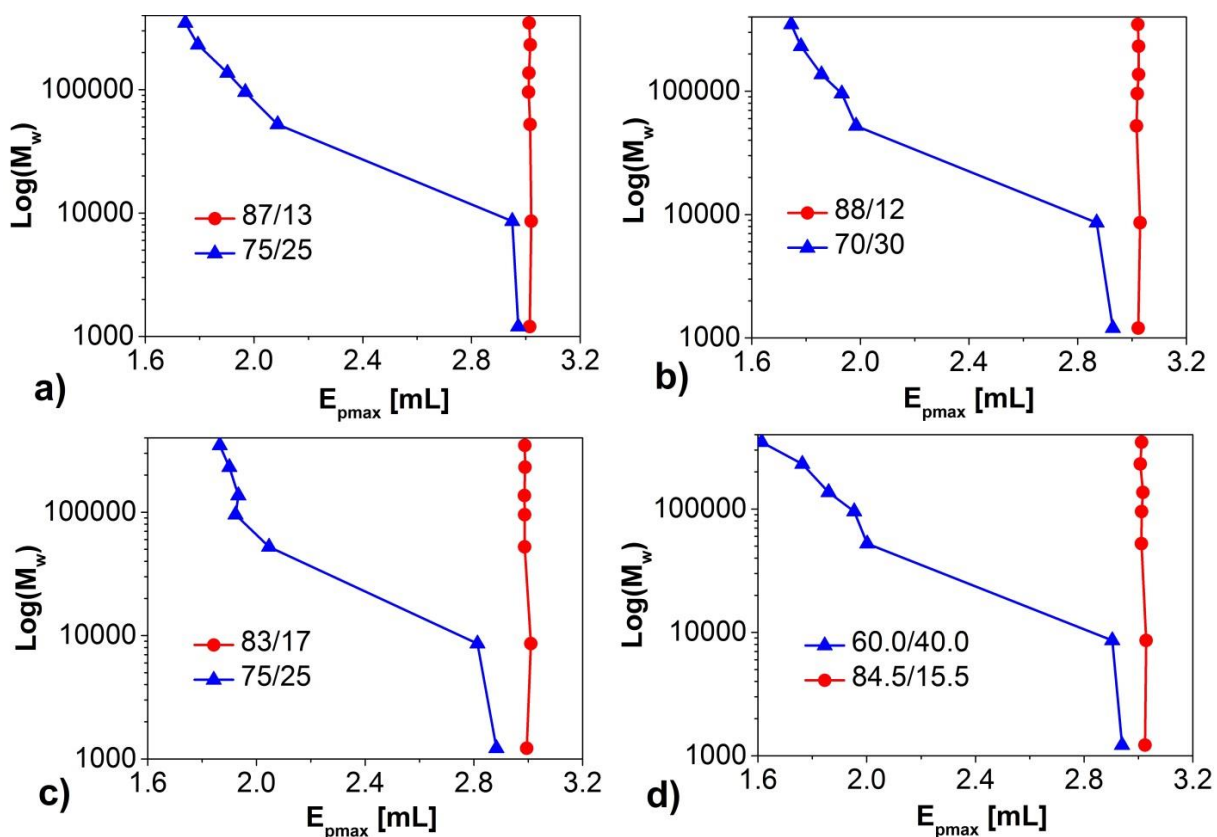 Log(M_w)
100000
10000
1000
87/13
75/25
1.6 2.0 2.4 2.8 3.2
a)
E_pmax [mL]
Log(M_w)
100000
10000
1000
88/12
70/30
1.6 2.0 2.4 2.8 3.2
b)
E_pmax [mL]
Log(M_w)
100000
10000
1000
83/17
75/25
1.6 2.0 2.4 2.8 3.2
c)
E_pmax [mL]
Log(M_w)
100000
10000
1000
60.0/40.0
84.5/15.5
1.6 2.0 2.4 2.8 3.2
d)
E_pmax [mL]